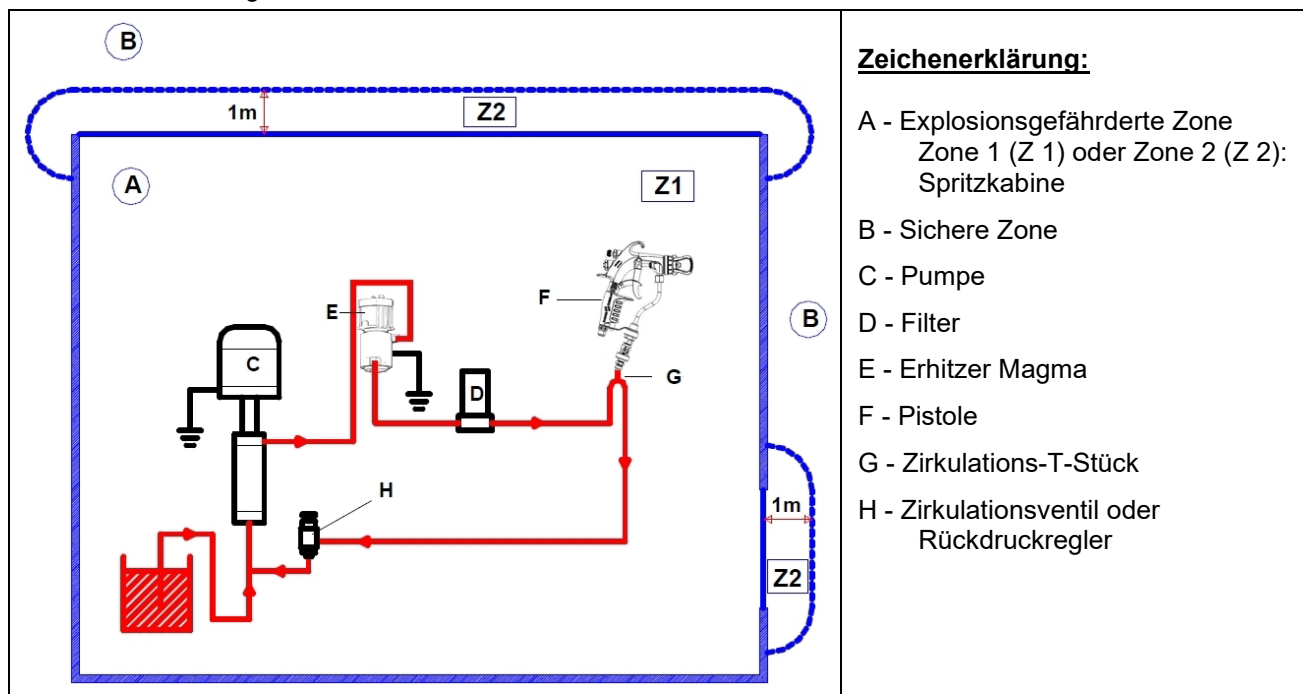 B
1m
Z2
A
Z1
E
F
B
C
G
D
H
1m
Z2
Zeichenerklärung:
A - Explosionsgefährderte Zone
Zone 1 (Z 1) oder Zone 2 (Z 2):
Spritzkabine
B - Sichere Zone
C - Pumpe
D - Filter
E - Erhitzer Magma
F - Pistole
G - Zirkulations-T-Stück
H - Zirkulationsventil oder
Rückdruckregler